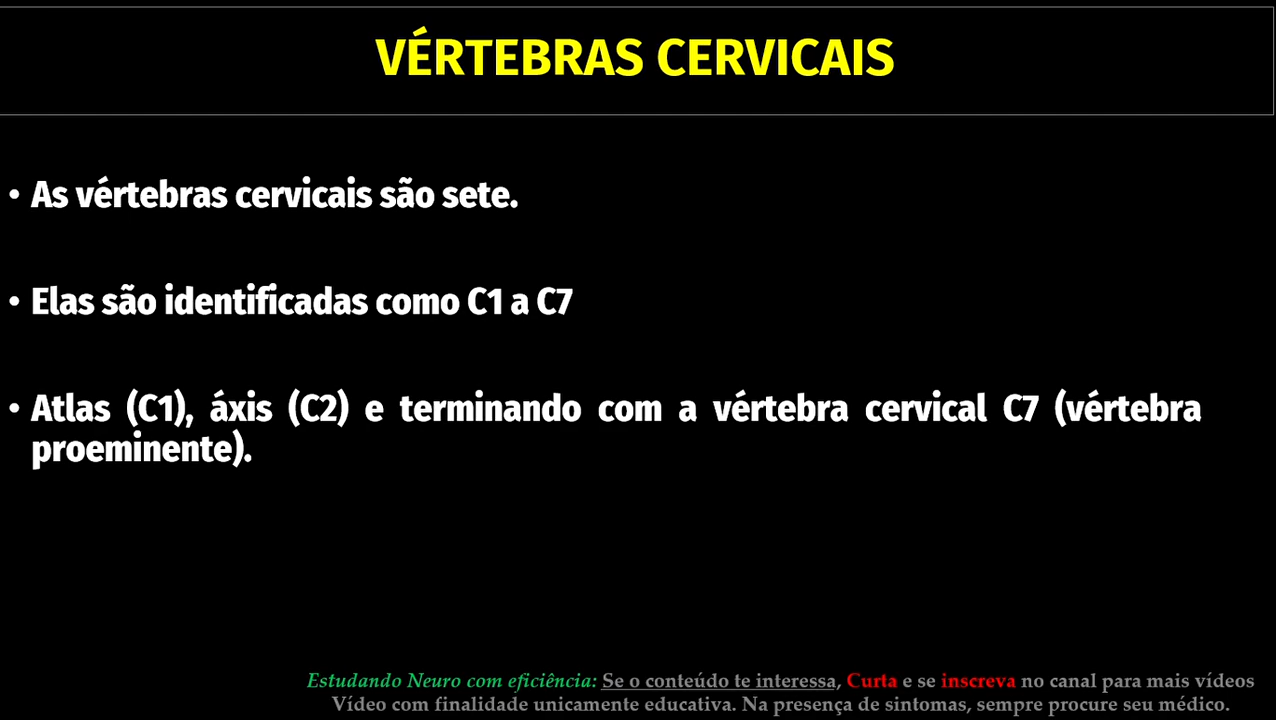 VÉRTEBRAS CERVICAIS
• As vértebras cervicais são sete.
• Elas são identificadas como C1 a C7
• Atlas (C1), áxis (C2) e terminando com a vértebra cervical C7 (vértebra
proeminente).
Estudando Neuro com eficiência: Se o conteúdo te interessa, Curta e se inscreva no canal para mais vídeos
Vídeo com finalidade unicamente educativa. Na presença de sintomas, sempre procure seu médico.